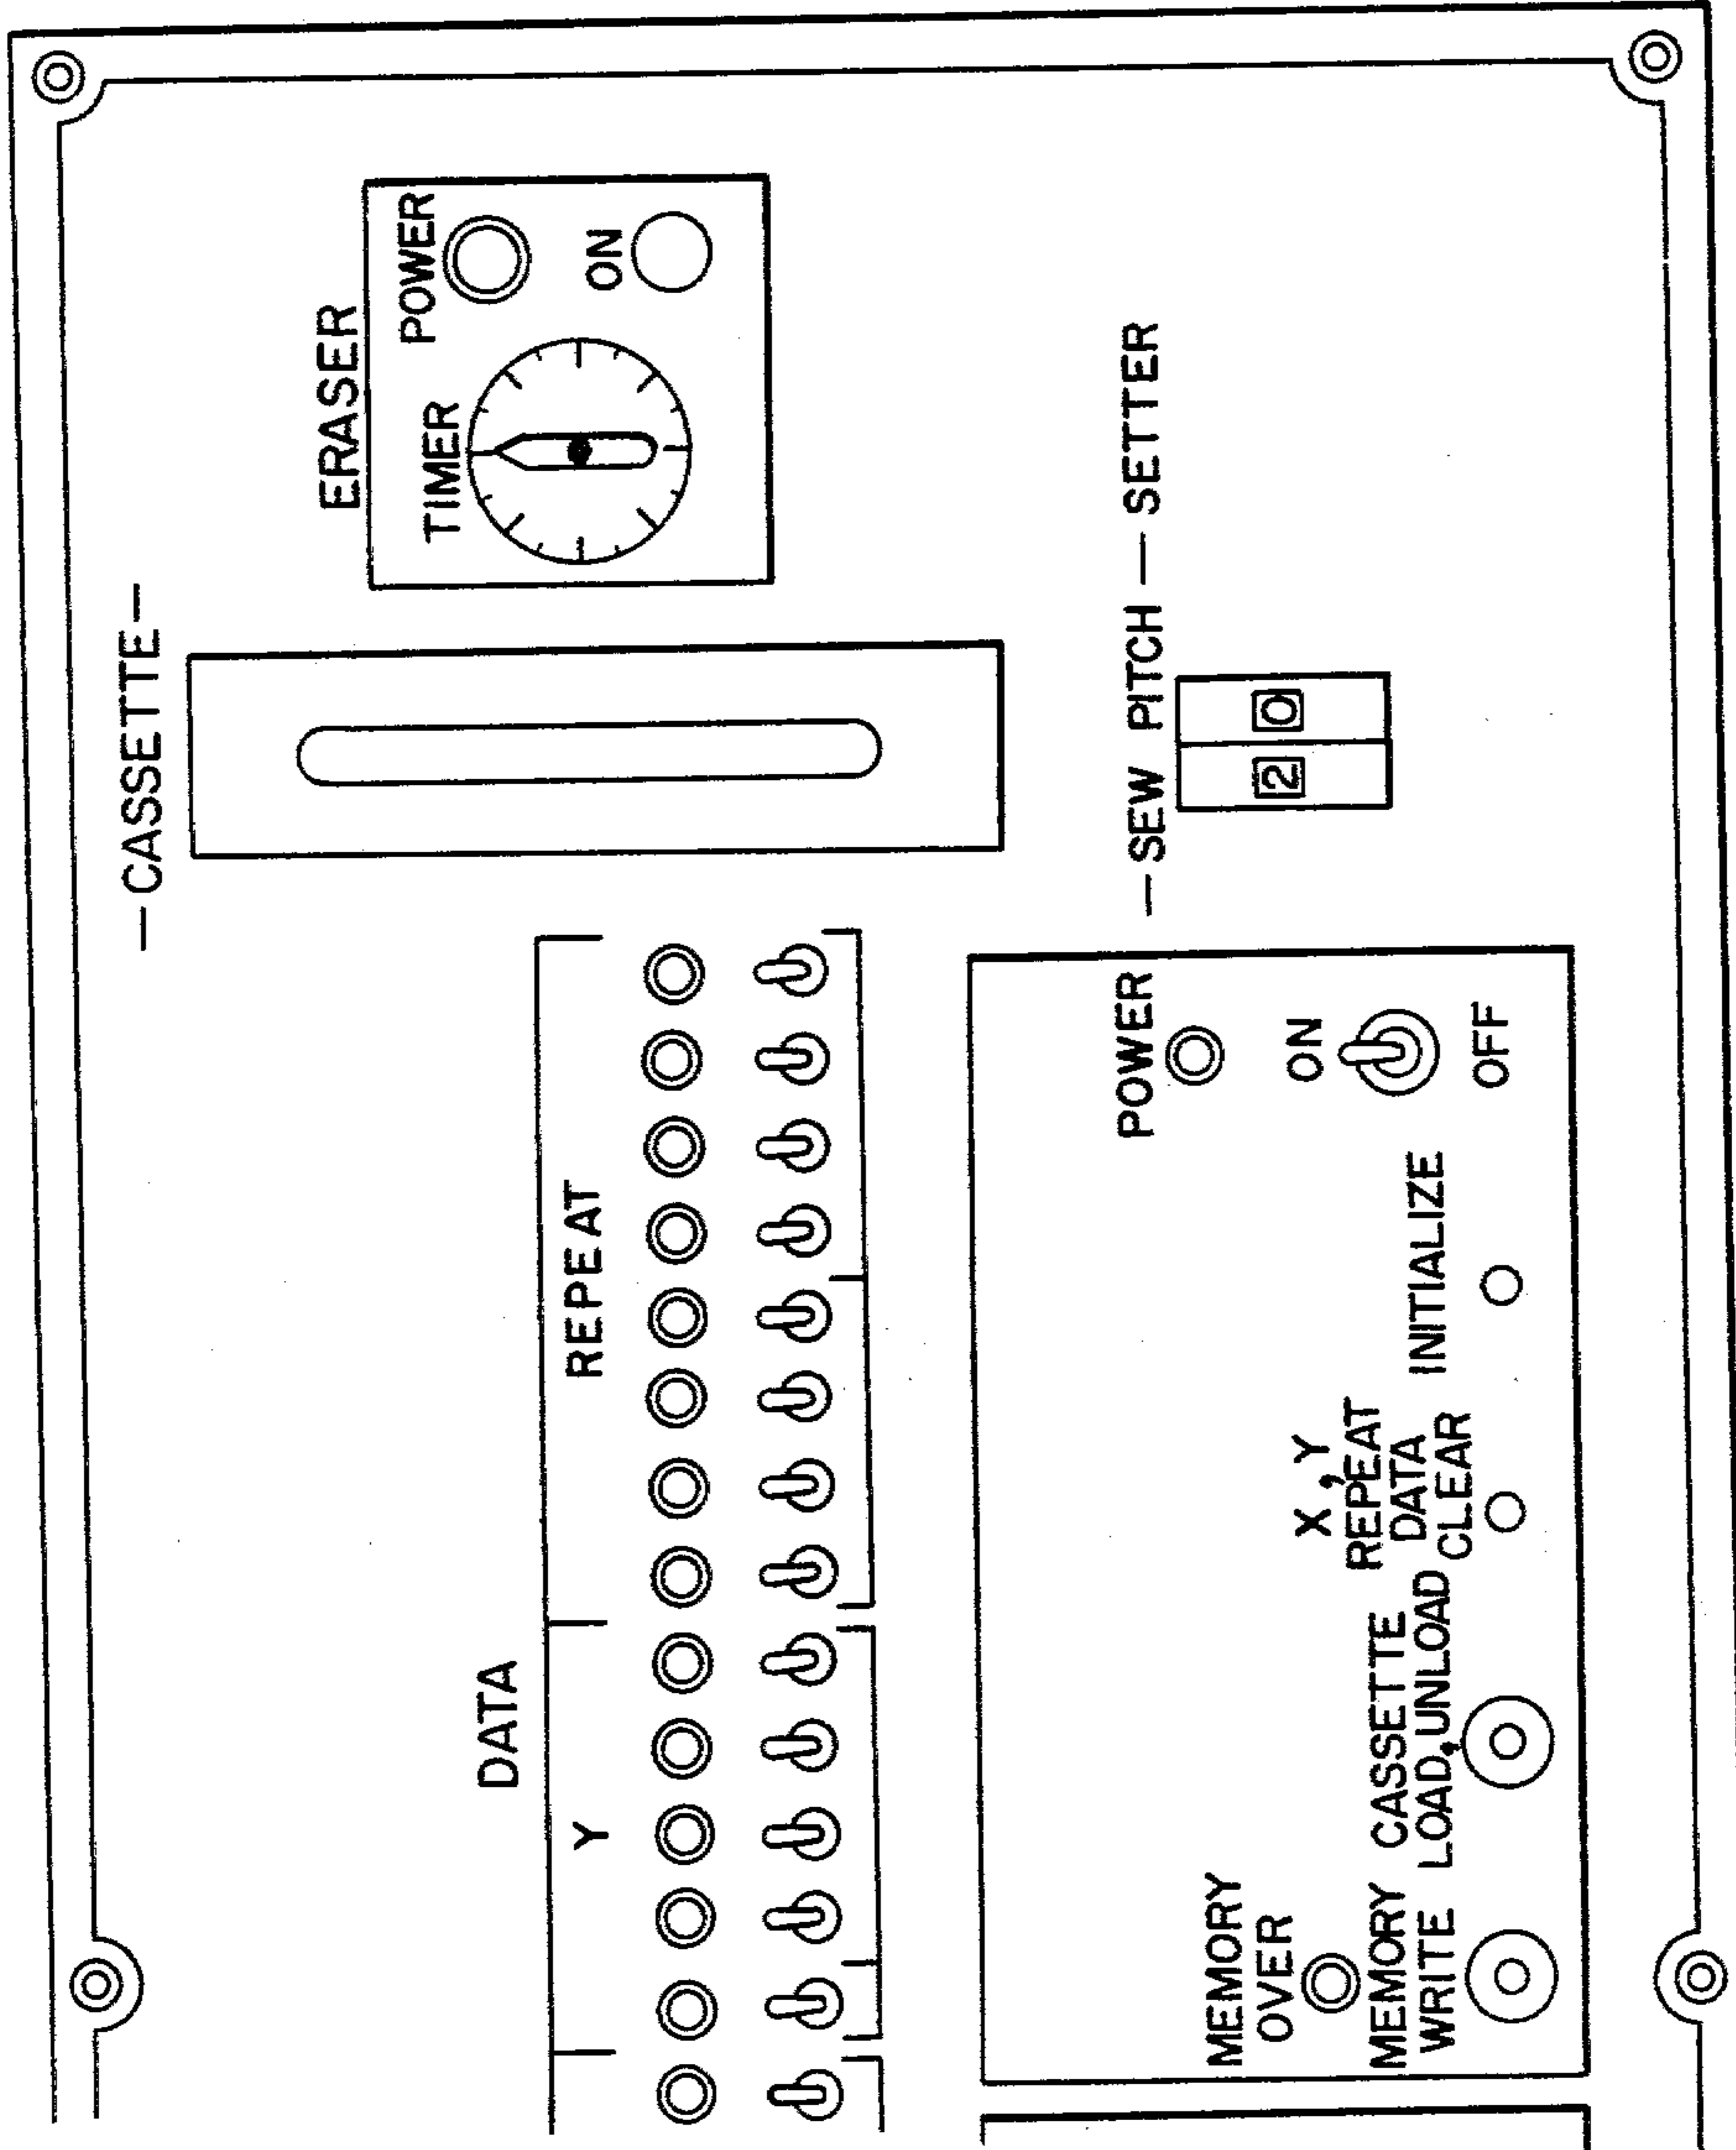 —CASSETTE—
ERASER
TIMER
POWER
ON
DATA
Y
REPEAT
—SEW PITCH—SETTER
2 0
POWER
ON
OFF
MEMORY
OVER
MEMORY
WRITE
CASSETTE
LOAD,UNLOAD
X,Y
REPEAT
DATA
CLEAR
INITIALIZE